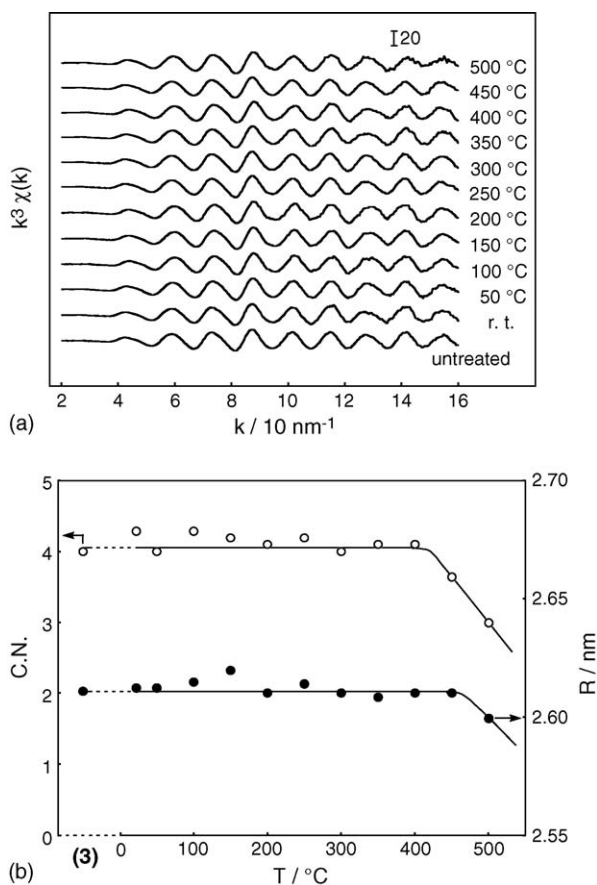 20
500 °C
450 °C
400 °C
350 °C
300 °C
250 °C
200 °C
150 °C
100 °C
50 °C
r. t.
untreated
k³ χ(k)
2 4 6 8 10 12 14 16
k / 10 nm⁻¹
(a)
5
4
3
2
1
0
C.N.
2.70
2.65
2.60
2.55
R / nm
(3) 0 100 200 300 400 500
T / °C
(b)